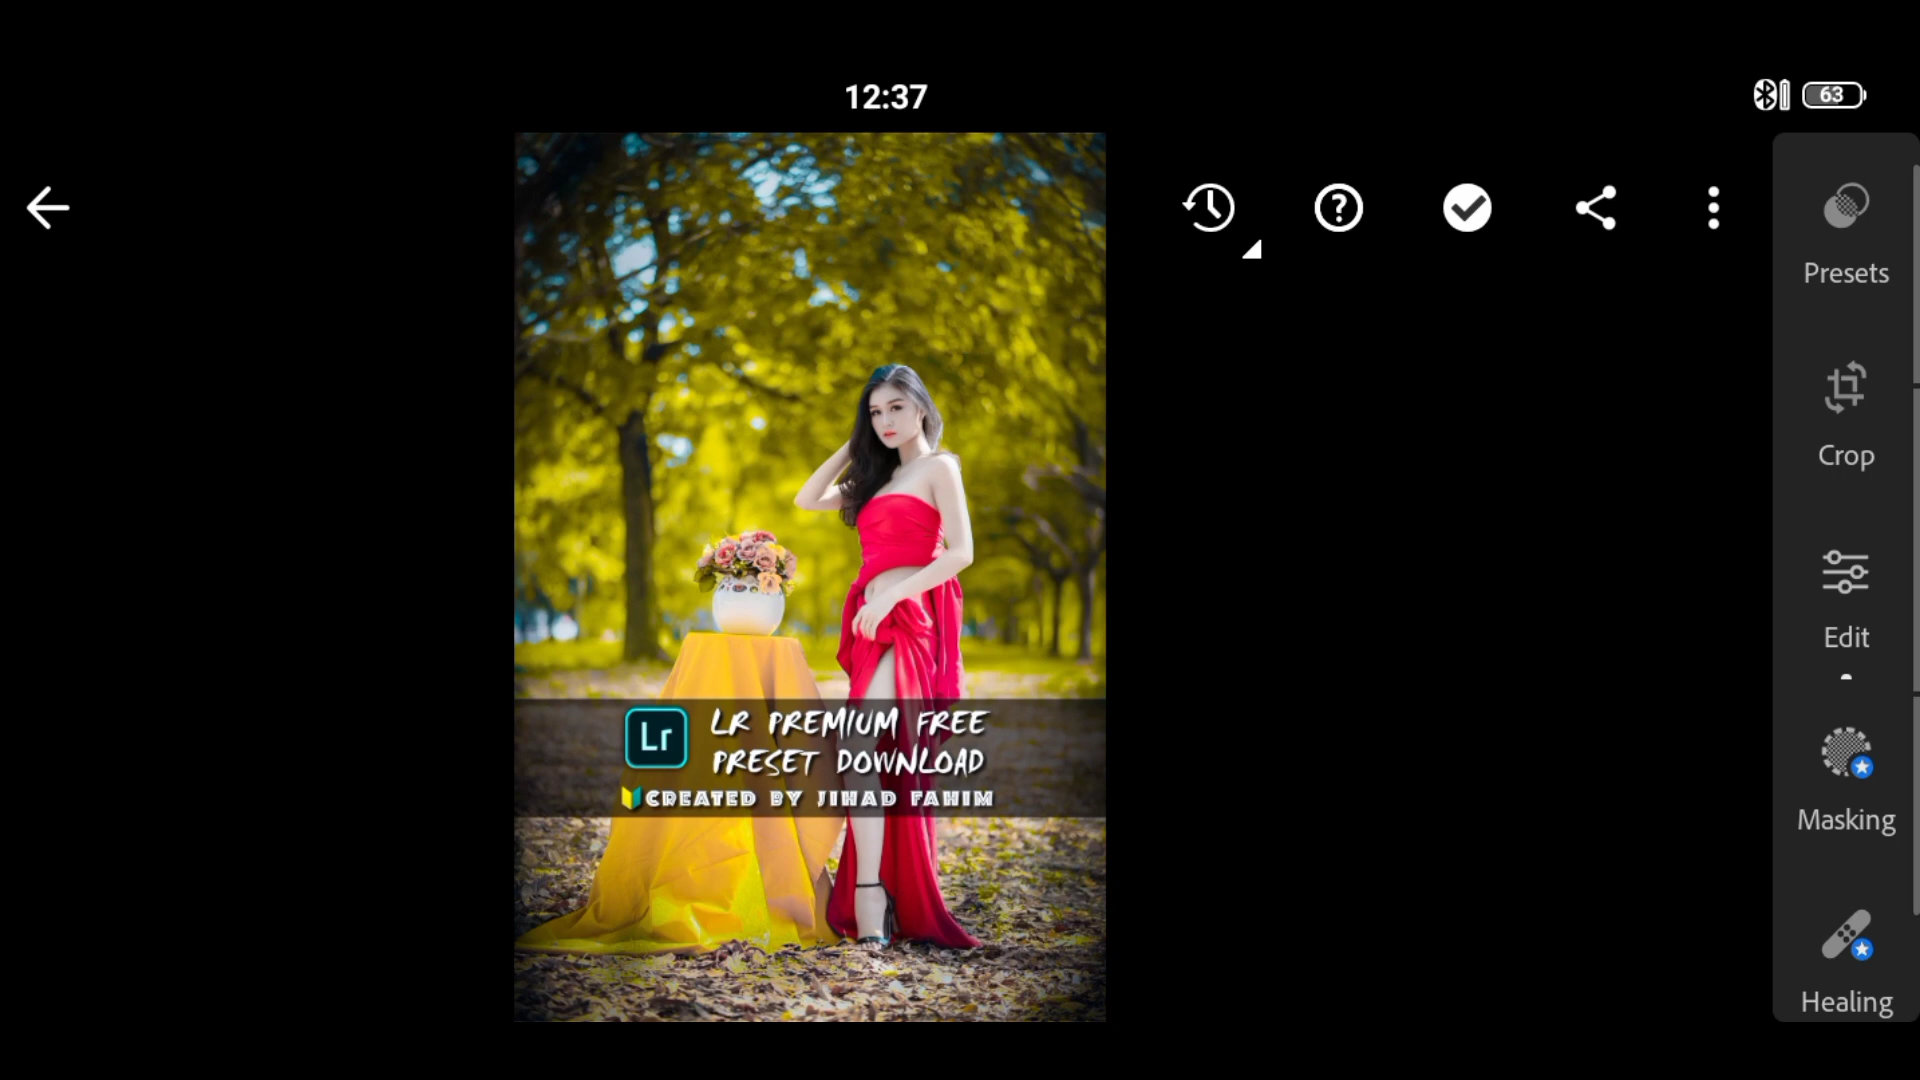 12:37
63
Presets
Crop
Edit
Masking
Healing
Lr
LR PREMIUM FREE
PRESET DOWNLOAD
CREATED BY JIHAD FAHIM